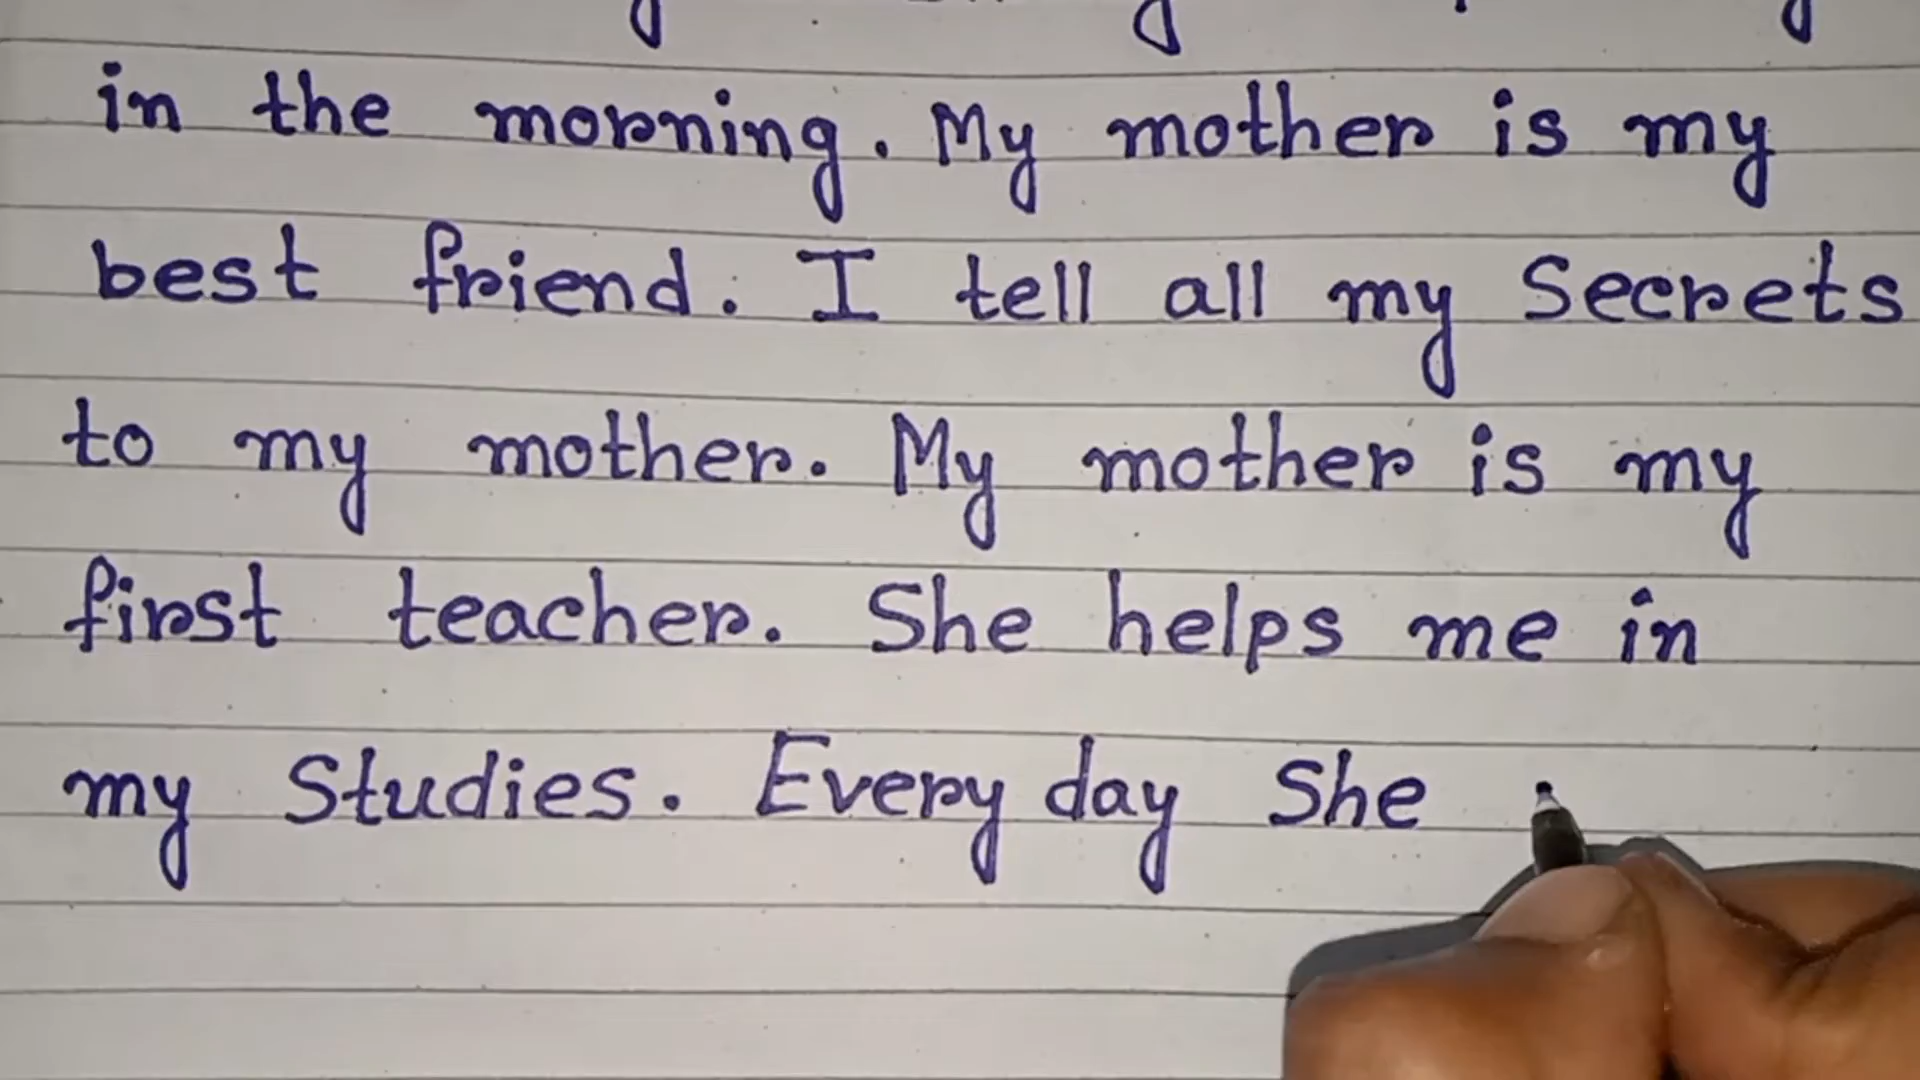 in the morning. My mother is my
best friend. I tell all my Secrets
to my mother. My mother is my
first teacher. She helps me in
my Studies. Every day She